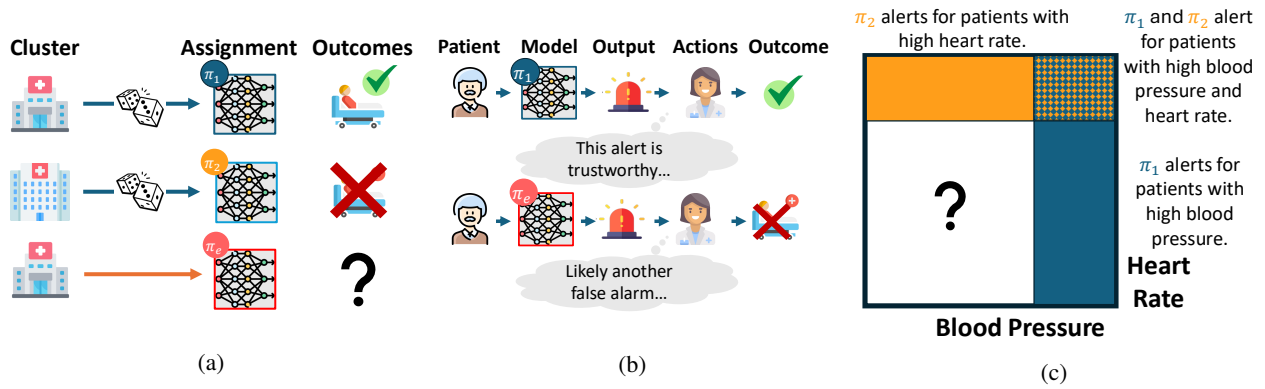 Cluster Assignment Outcomes
π₁
π₂
πₑ
?
(a)
Patient Model Output Actions Outcome
π₁
This alert is
trustworthy...
πₑ
Likely another
false alarm...
(b)
π₂ alerts for patients with
high heart rate.
π₁ and π₂ alert
for patients
with high blood
pressure and
heart rate.
π₁ alerts for
patients with
high blood
pressure.
?
Heart
Rate
Blood Pressure
(c)